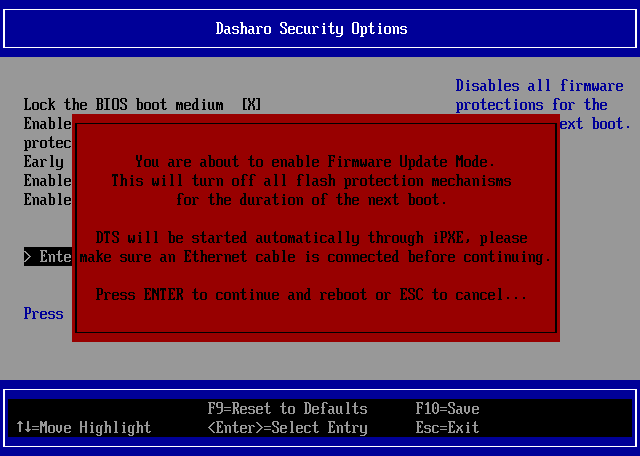 Dasharo Security Options
Disables all firmware
Lock the BIOS boot medium [X] protections for the
Enable ext boot.
protec
Early
Enable
Enable
> Ente
Press
You are about to enable Firmware Update Mode.
This will turn off all flash protection mechanisms
for the duration of the next boot.
DTS will be started automatically through iPXE, please
make sure an Ethernet cable is connected before continuing.
Press ENTER to continue and reboot or ESC to cancel...
F9=Reset to Defaults F10=Save
↑↓=Move Highlight <Enter>=Select Entry Esc=Exit